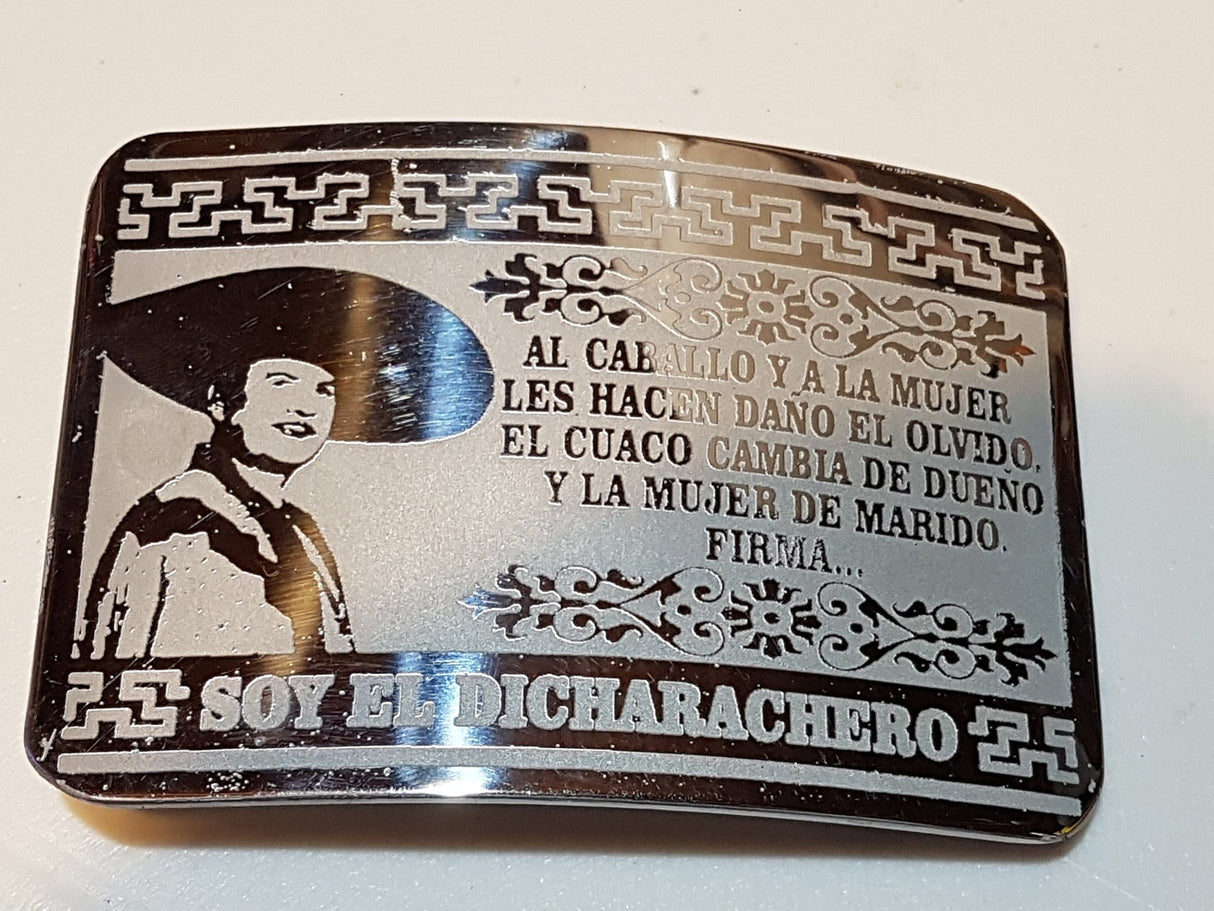 AL CABALLO Y A LA MUJER
LES HACEN DAÑO EL OLVIDO.
EL CUACO CAMBIA DE DUEÑO
Y LA MUJER DE MARIDO.
FIRMA...
SOY EL DICHARACHERO